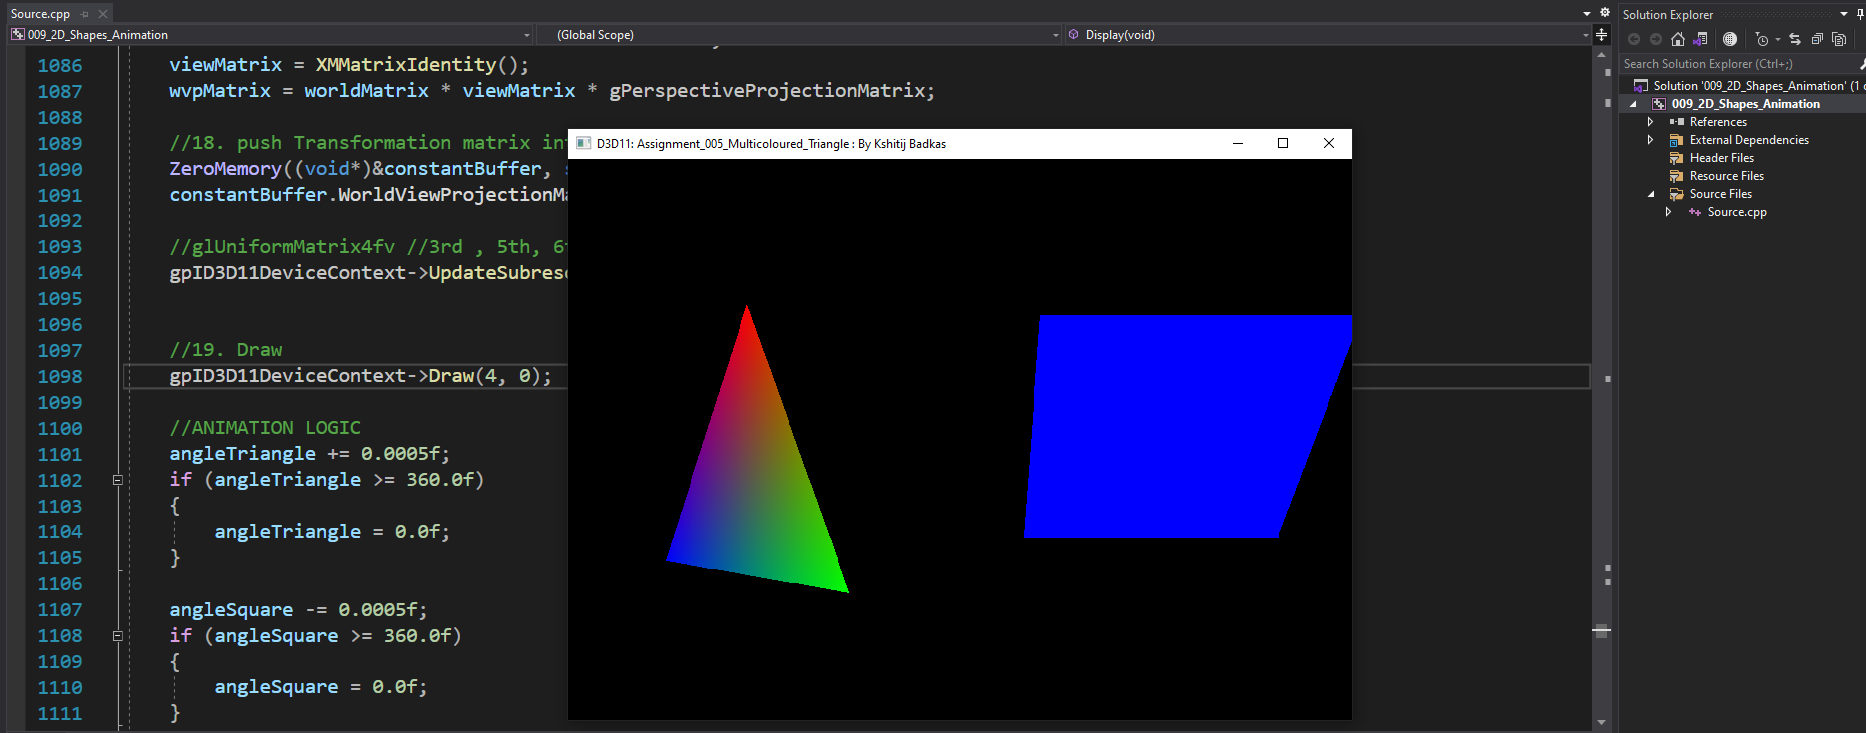 Source.cpp
009_2D_Shapes_Animation
(Global Scope)
Display(void)
1086 viewMatrix = XMMatrixIdentity();
1087 wvpMatrix = worldMatrix * viewMatrix * gPerspectiveProjectionMatrix;
1088
1089 //18. push Transformation matrix in
1090 ZeroMemory((void*)&constantBuffer,
1091 constantBuffer.WorldViewProjectionM
1092
1093 //glUniformMatrix4fv //3rd , 5th, 6
1094 gpID3D11DeviceContext->UpdateSubreso
1095
1096
1097 //19. Draw
1098 gpID3D11DeviceContext->Draw(4, 0);
1099
1100 //ANIMATION LOGIC
1101 angleTriangle += 0.0005f;
1102 if (angleTriangle >= 360.0f)
1103 {
1104 angleTriangle = 0.0f;
1105 }
1106
1107 angleSquare -= 0.0005f;
1108 if (angleSquare >= 360.0f)
1109 {
1110 angleSquare = 0.0f;
1111 }
D3D11: Assignment_005_Multicoloured_Triangle : By Kshitij Badkas
Solution Explorer
Search Solution Explorer (Ctrl+;)
Solution '009_2D_Shapes_Animation' (1
009_2D_Shapes_Animation
References
External Dependencies
Header Files
Resource Files
Source Files
Source.cpp